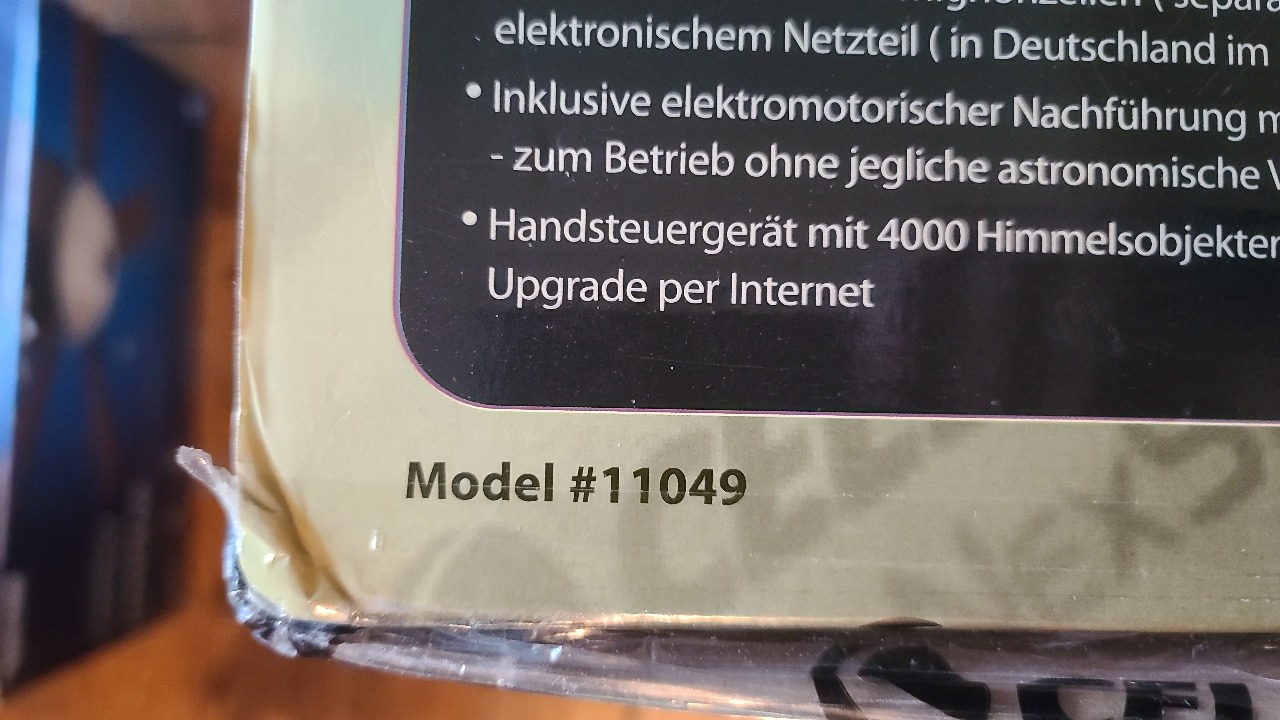 elektronischem Netzteil ( in Deutschland im
• Inklusive elektromotorischer Nachführung
- zum Betrieb ohne jegliche astronomische
• Handsteuergerät mit 4000 Himmelsobjekten
Upgrade per Internet
Model #11049